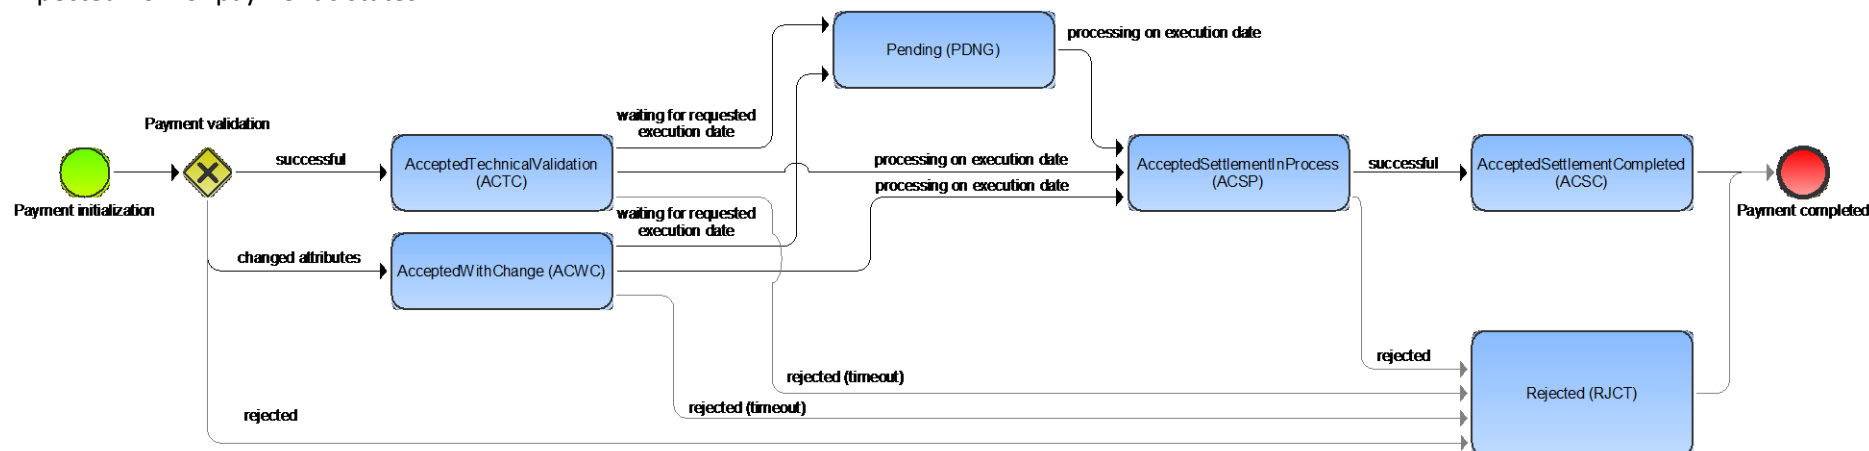 Pending (PDNG)
processing on execution date
waiting for requested
execution date
Payment validation
successful
AcceptedTechnicalValidation
(ACTC)
processing on execution date
processing on execution date
AcceptedSettlementInProcess
(ACSP)
successful
AcceptedSettlementCompleted
(ACSC)
Payment initialization
Payment completed
waiting for requested
execution date
changed attributes
AcceptedWithChange (ACWC)
rejected
rejected (timeout)
rejected (timeout)
rejected
Rejected (RJCT)